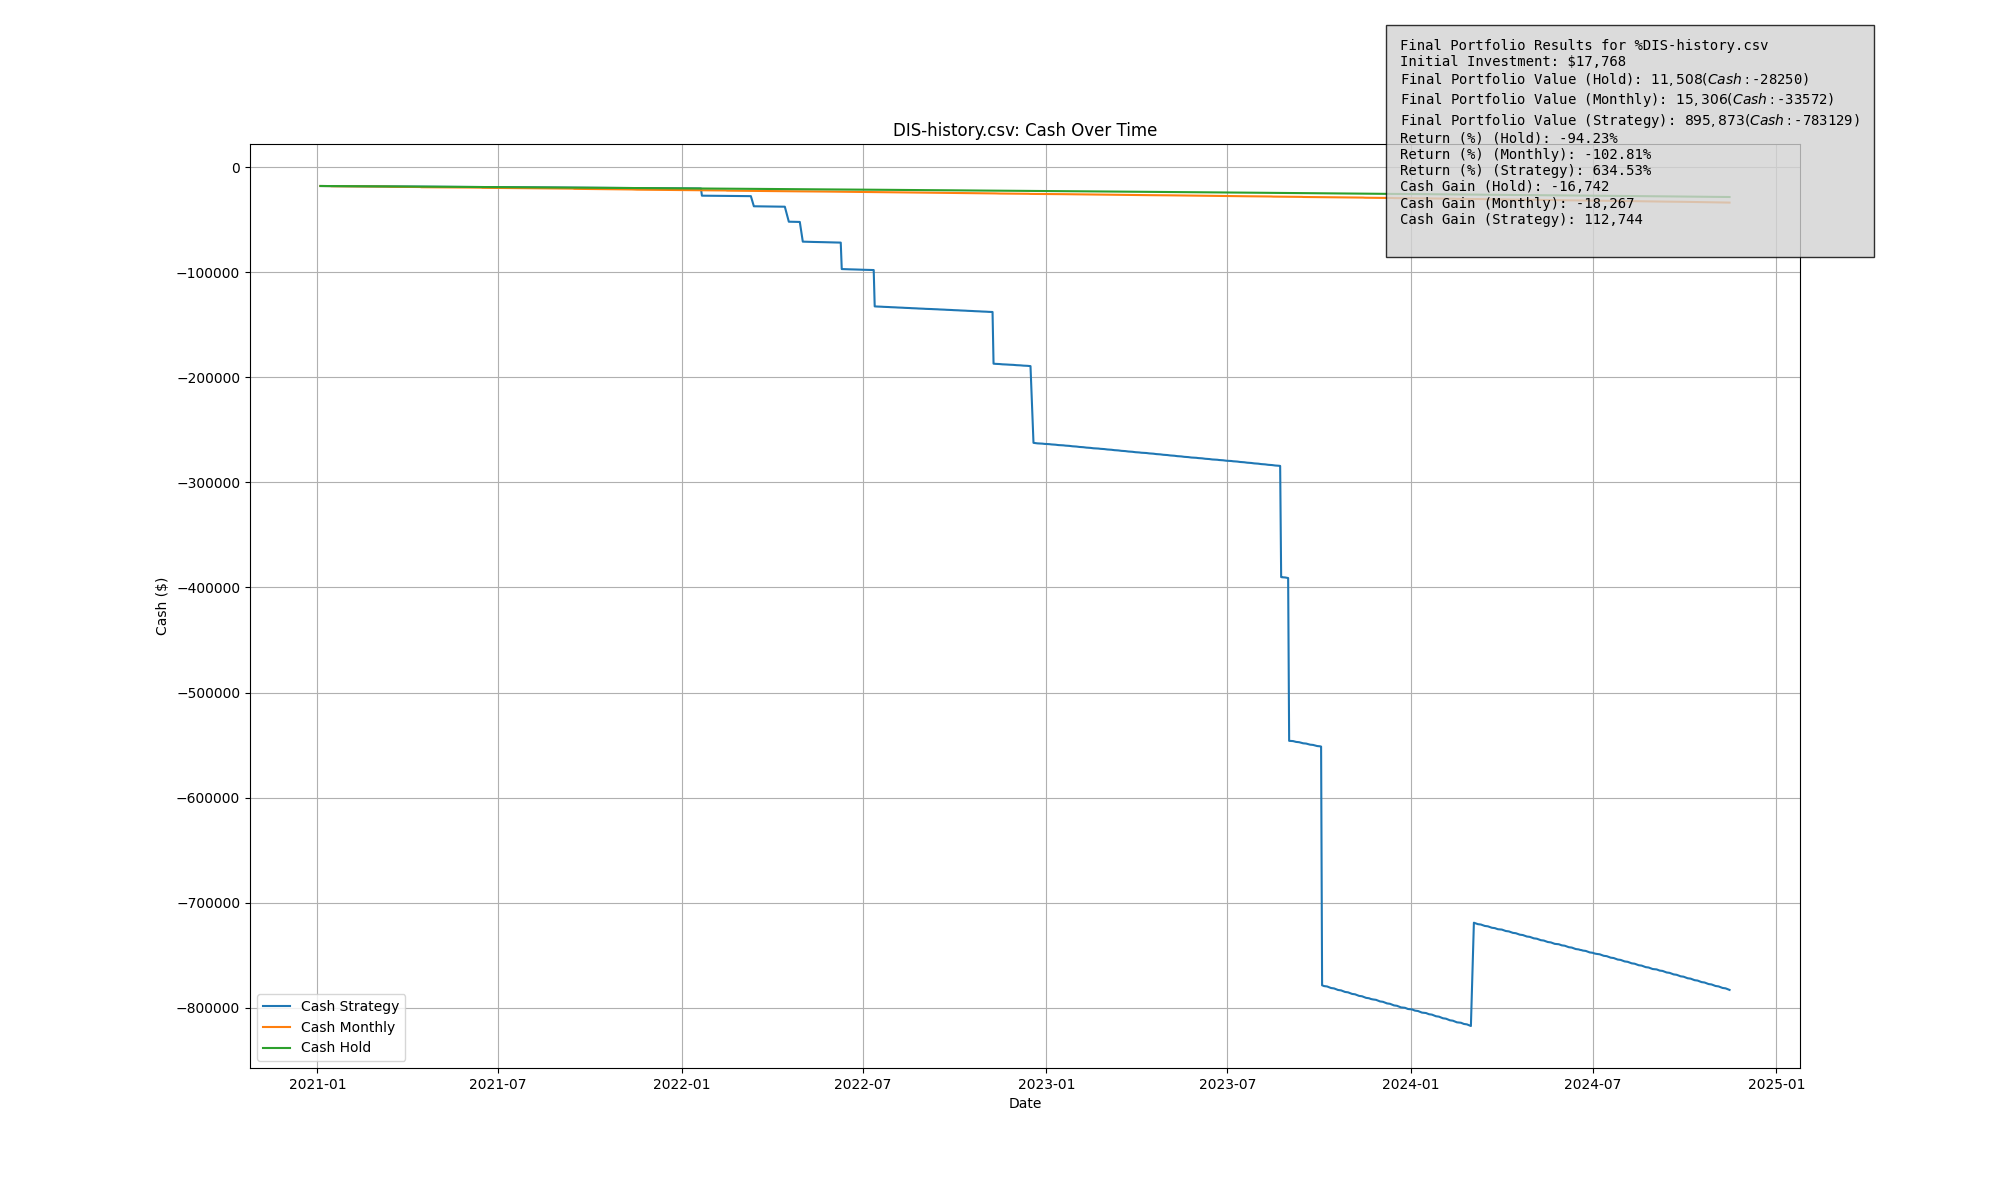 Final Portfolio Results for %DIS-history.csv
Initial Investment: $17,768
Final Portfolio Value (Hold): 11,508(Cash:-28250)
Final Portfolio Value (Monthly): 15,306(Cash:-33572)
Final Portfolio Value (Strategy): 895,873(Cash:-783129)
Return (%) (Hold): -94.23%
Return (%) (Monthly): -102.81%
Return (%) (Strategy): 634.53%
Cash Gain (Hold): -16,742
Cash Gain (Monthly): -18,267
Cash Gain (Strategy): 112,744
DIS-history.csv: Cash Over Time
0
−100000
−200000
−300000
−400000
−500000
−600000
−700000
−800000
Cash ($)
Cash Strategy
Cash Monthly
Cash Hold
2021-01
2021-07
2022-01
2022-07
2023-01
2023-07
2024-01
2024-07
2025-01
Date